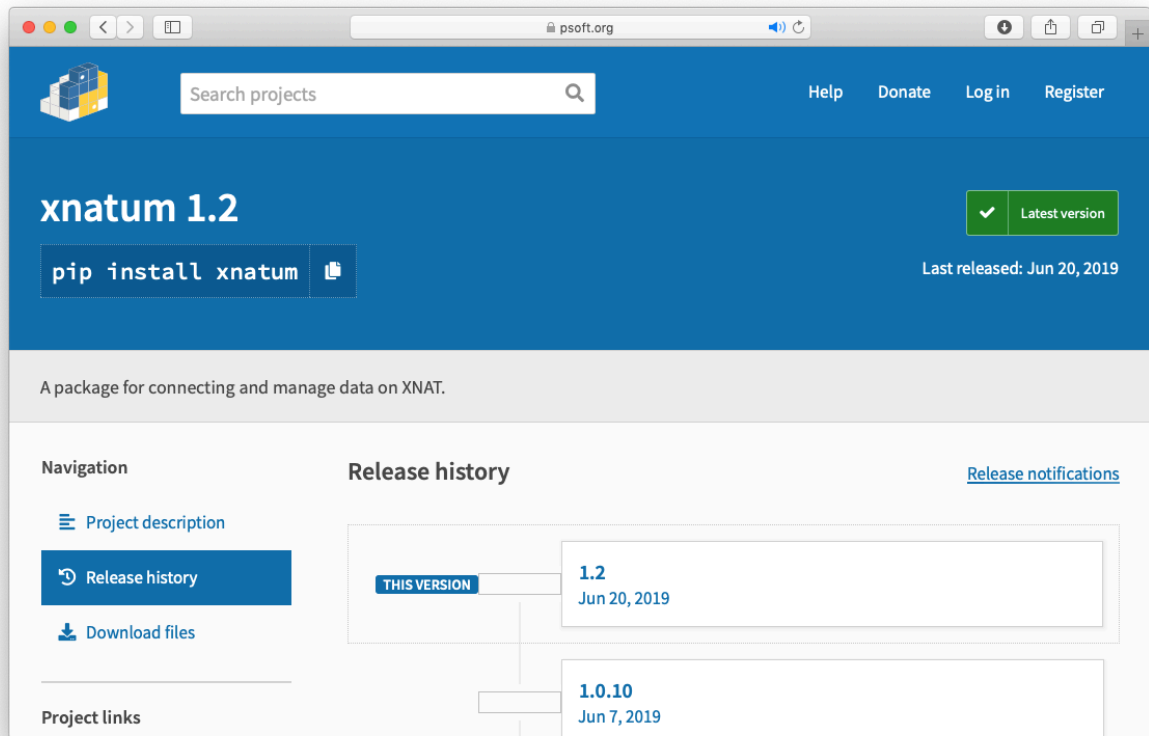 psoft.org
Search projects
Help Donate Log in Register
xnatum 1.2
Latest version
pip install xnatum
Last released: Jun 20, 2019
A package for connecting and manage data on XNAT.
Navigation
Release history
Release notifications
Project description
Release history
Download files
THIS VERSION
1.2
Jun 20, 2019
1.0.10
Jun 7, 2019
Project links